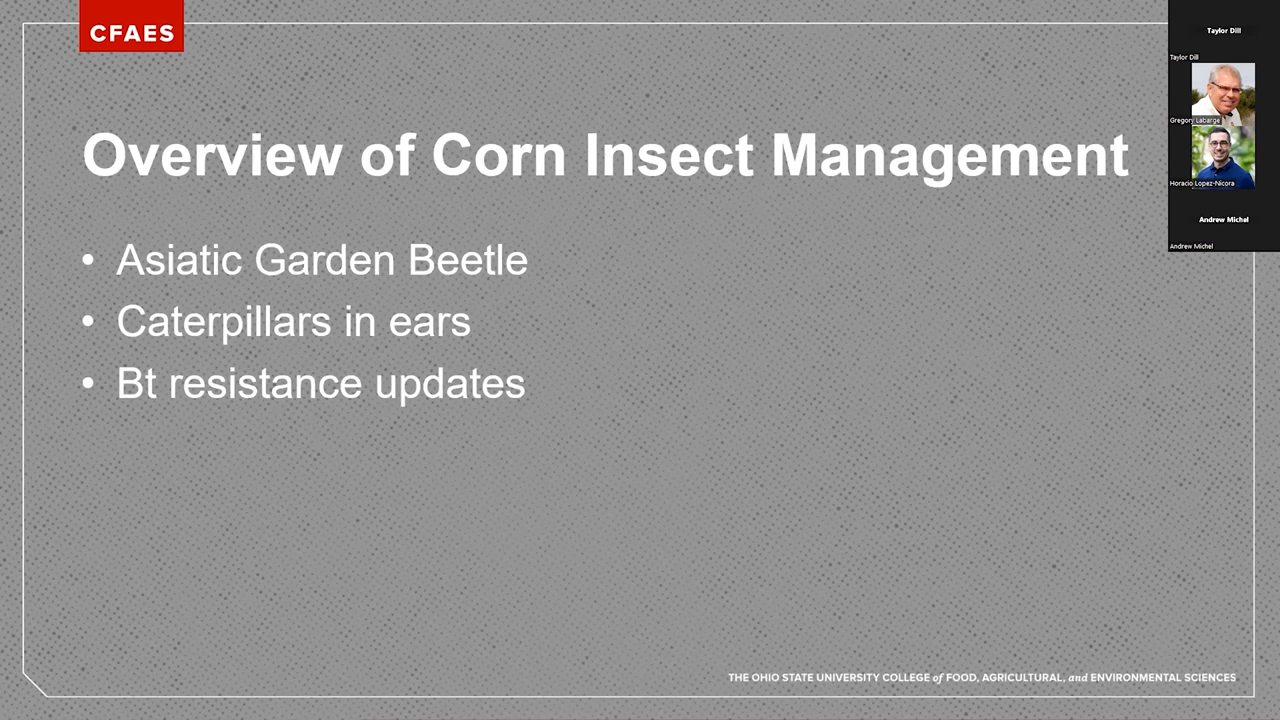 CFAES
Overview of Corn Insect Management
• Asiatic Garden Beetle
• Caterpillars in ears
• Bt resistance updates
THE OHIO STATE UNIVERSITY COLLEGE of FOOD, AGRICULTURAL, and ENVIRONMENTAL SCIENCES
Taylor Dill
Taylor Dill
Gregory Labarge
Horacio Lopez-Nicora
Andrew Michel
Andrew Michel